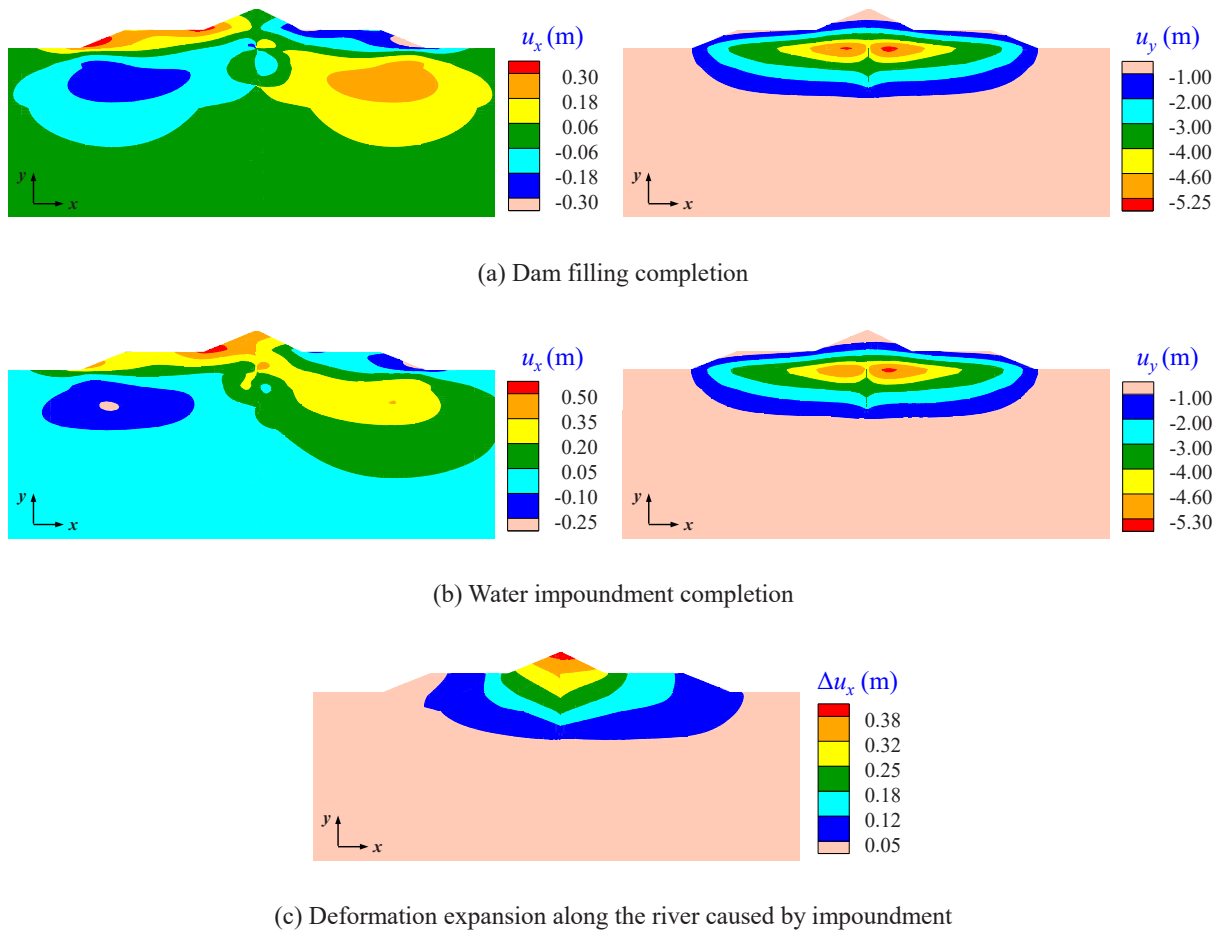 u_x (m)
0.30
0.18
0.06
-0.06
-0.18
-0.30
y
x
u_y (m)
-1.00
-2.00
-3.00
-4.00
-4.60
-5.25
y
x
(a) Dam filling completion
u_x (m)
0.50
0.35
0.20
0.05
-0.10
-0.25
y
x
u_y (m)
-1.00
-2.00
-3.00
-4.00
-4.60
-5.30
y
x
(b) Water impoundment completion
Δu_x (m)
0.38
0.32
0.25
0.18
0.12
0.05
y
x
(c) Deformation expansion along the river caused by impoundment